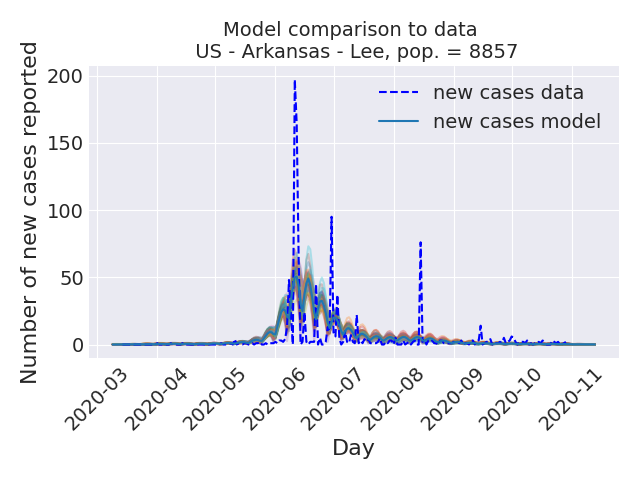 Model comparison to data
US - Arkansas - Lee, pop. = 8857
Number of new cases reported
200
150
100
50
0
new cases data
new cases model
2020-03
2020-04
2020-05
2020-06
2020-07
2020-08
2020-09
2020-10
2020-11
Day